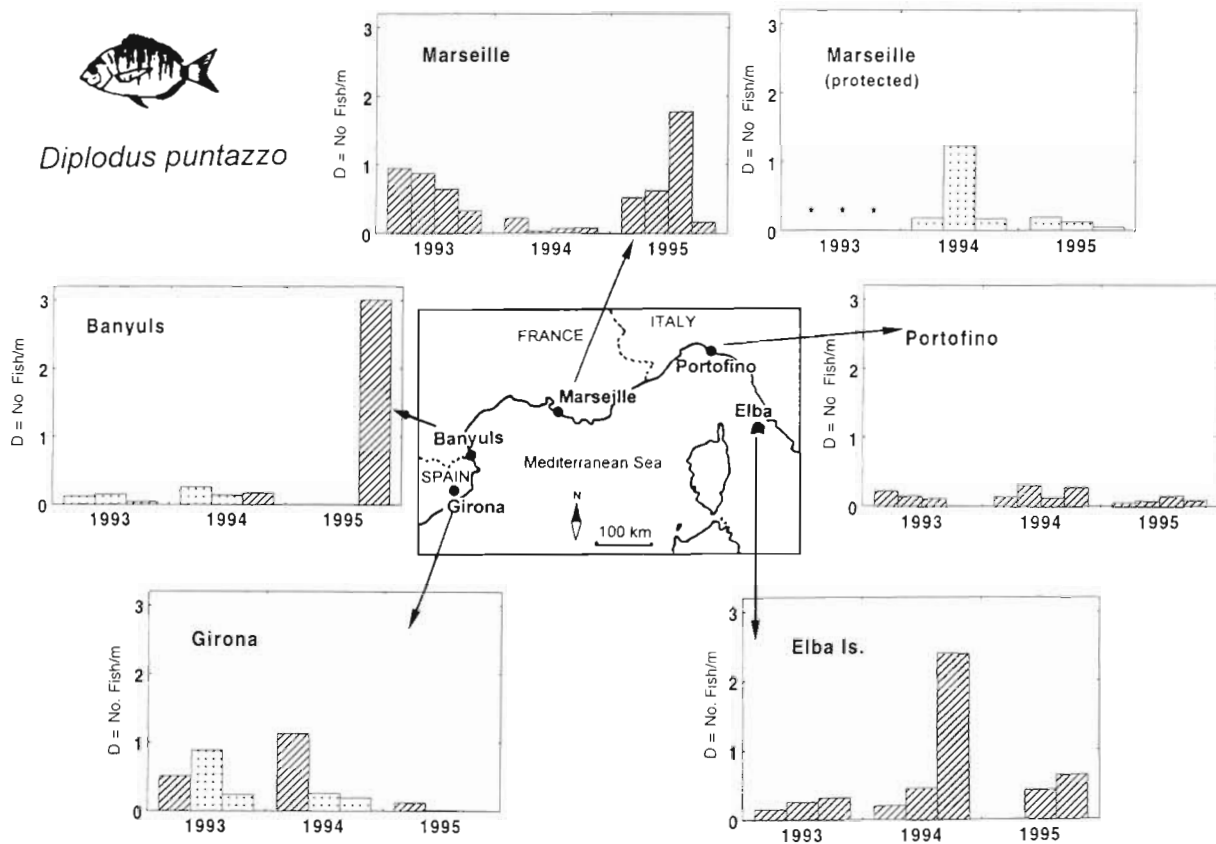 Diplodus puntazzo
Marseille
D = No Fish/m
3
2
1
0
1993
1994
1995
Marseille
(protected)
D = No. Fish/m
3
2
1
0
* * *
1993
1994
1995
Banyuls
D = No Fish/m
3
2
1
0
1993
1994
1995
FRANCE
ITALY
Portofino
Marseille
Elba
Banyuls
Mediterranean Sea
SPAIN
Girona
N
100 km
Portofino
D = No Fish/m
3
2
1
0
1993
1994
1995
Girona
D = No. Fish/m
3
2
1
0
1993
1994
1995
Elba Is.
D = No. Fish/m
3
2
1
0
1993
1994
1995